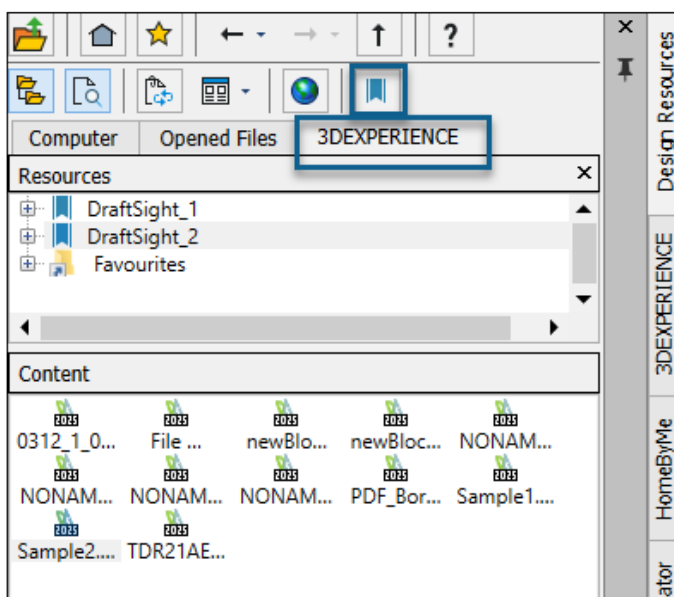 ?
Computer Opened Files 3DEXPERIENCE
Resources
DraftSight_1
DraftSight_2
Favourites
Content
2025 2025 2025 2025 2025
0312_1_0... File ... newBlo... newBloc... NONAM...
2025 2025 2025 2025 2025
NONAM... NONAM... NONAM... PDF_Bor... Sample1....
2025 2025
Sample2.... TDR21AE...
Design Resources
3DEXPERIENCE
HomeByMe
ator